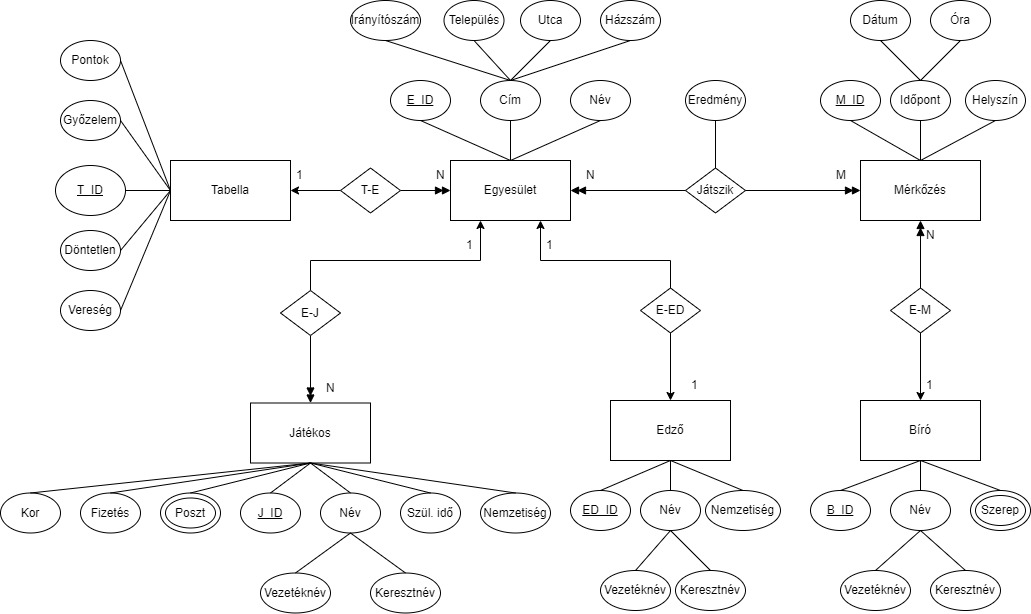 Irányítószám
Település
Utca
Házszám
Dátum
Óra
Pontok
Győzelem
T_ID
Döntetlen
Vereség
E_ID
Cím
Név
Eredmény
M_ID
Időpont
Helyszín
Tabella
1
T-E
N
Egyesület
N
Játszik
M
Mérkőzés
1
1
N
E-J
E-ED
E-M
N
1
1
Játékos
Edző
Bíró
Kor
Fizetés
Poszt
J_ID
Név
Szül. idő
Nemzetiség
ED_ID
Név
Nemzetiség
B_ID
Név
Szerep
Vezetéknév
Keresztnév
Vezetéknév
Keresztnév
Vezetéknév
Keresztnév